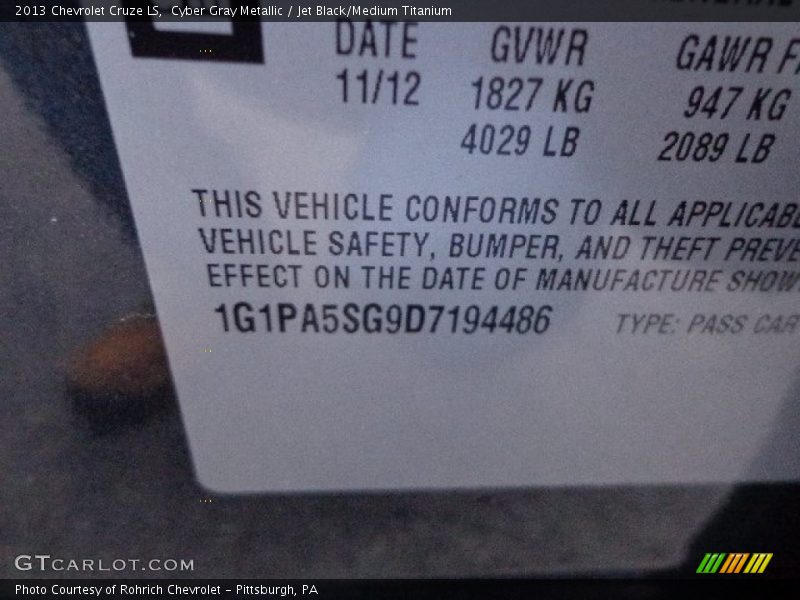 2013 Chevrolet Cruze LS, Cyber Gray Metallic / Jet Black/Medium Titanium
DATE GVWR GAWR
11/12 1827 KG 947 KG
4029 LB 2089 LB
THIS VEHICLE CONFORMS TO ALL
VEHICLE SAFETY, BUMPER, AND THEFT
EFFECT ON THE DATE OF MANUFACTURE
1G1PA5SG9D7194486 TYPE: PASS CAR
GTCARLOT.COM
Photo Courtesy of Rohrich Chevrolet - Pittsburgh, PA